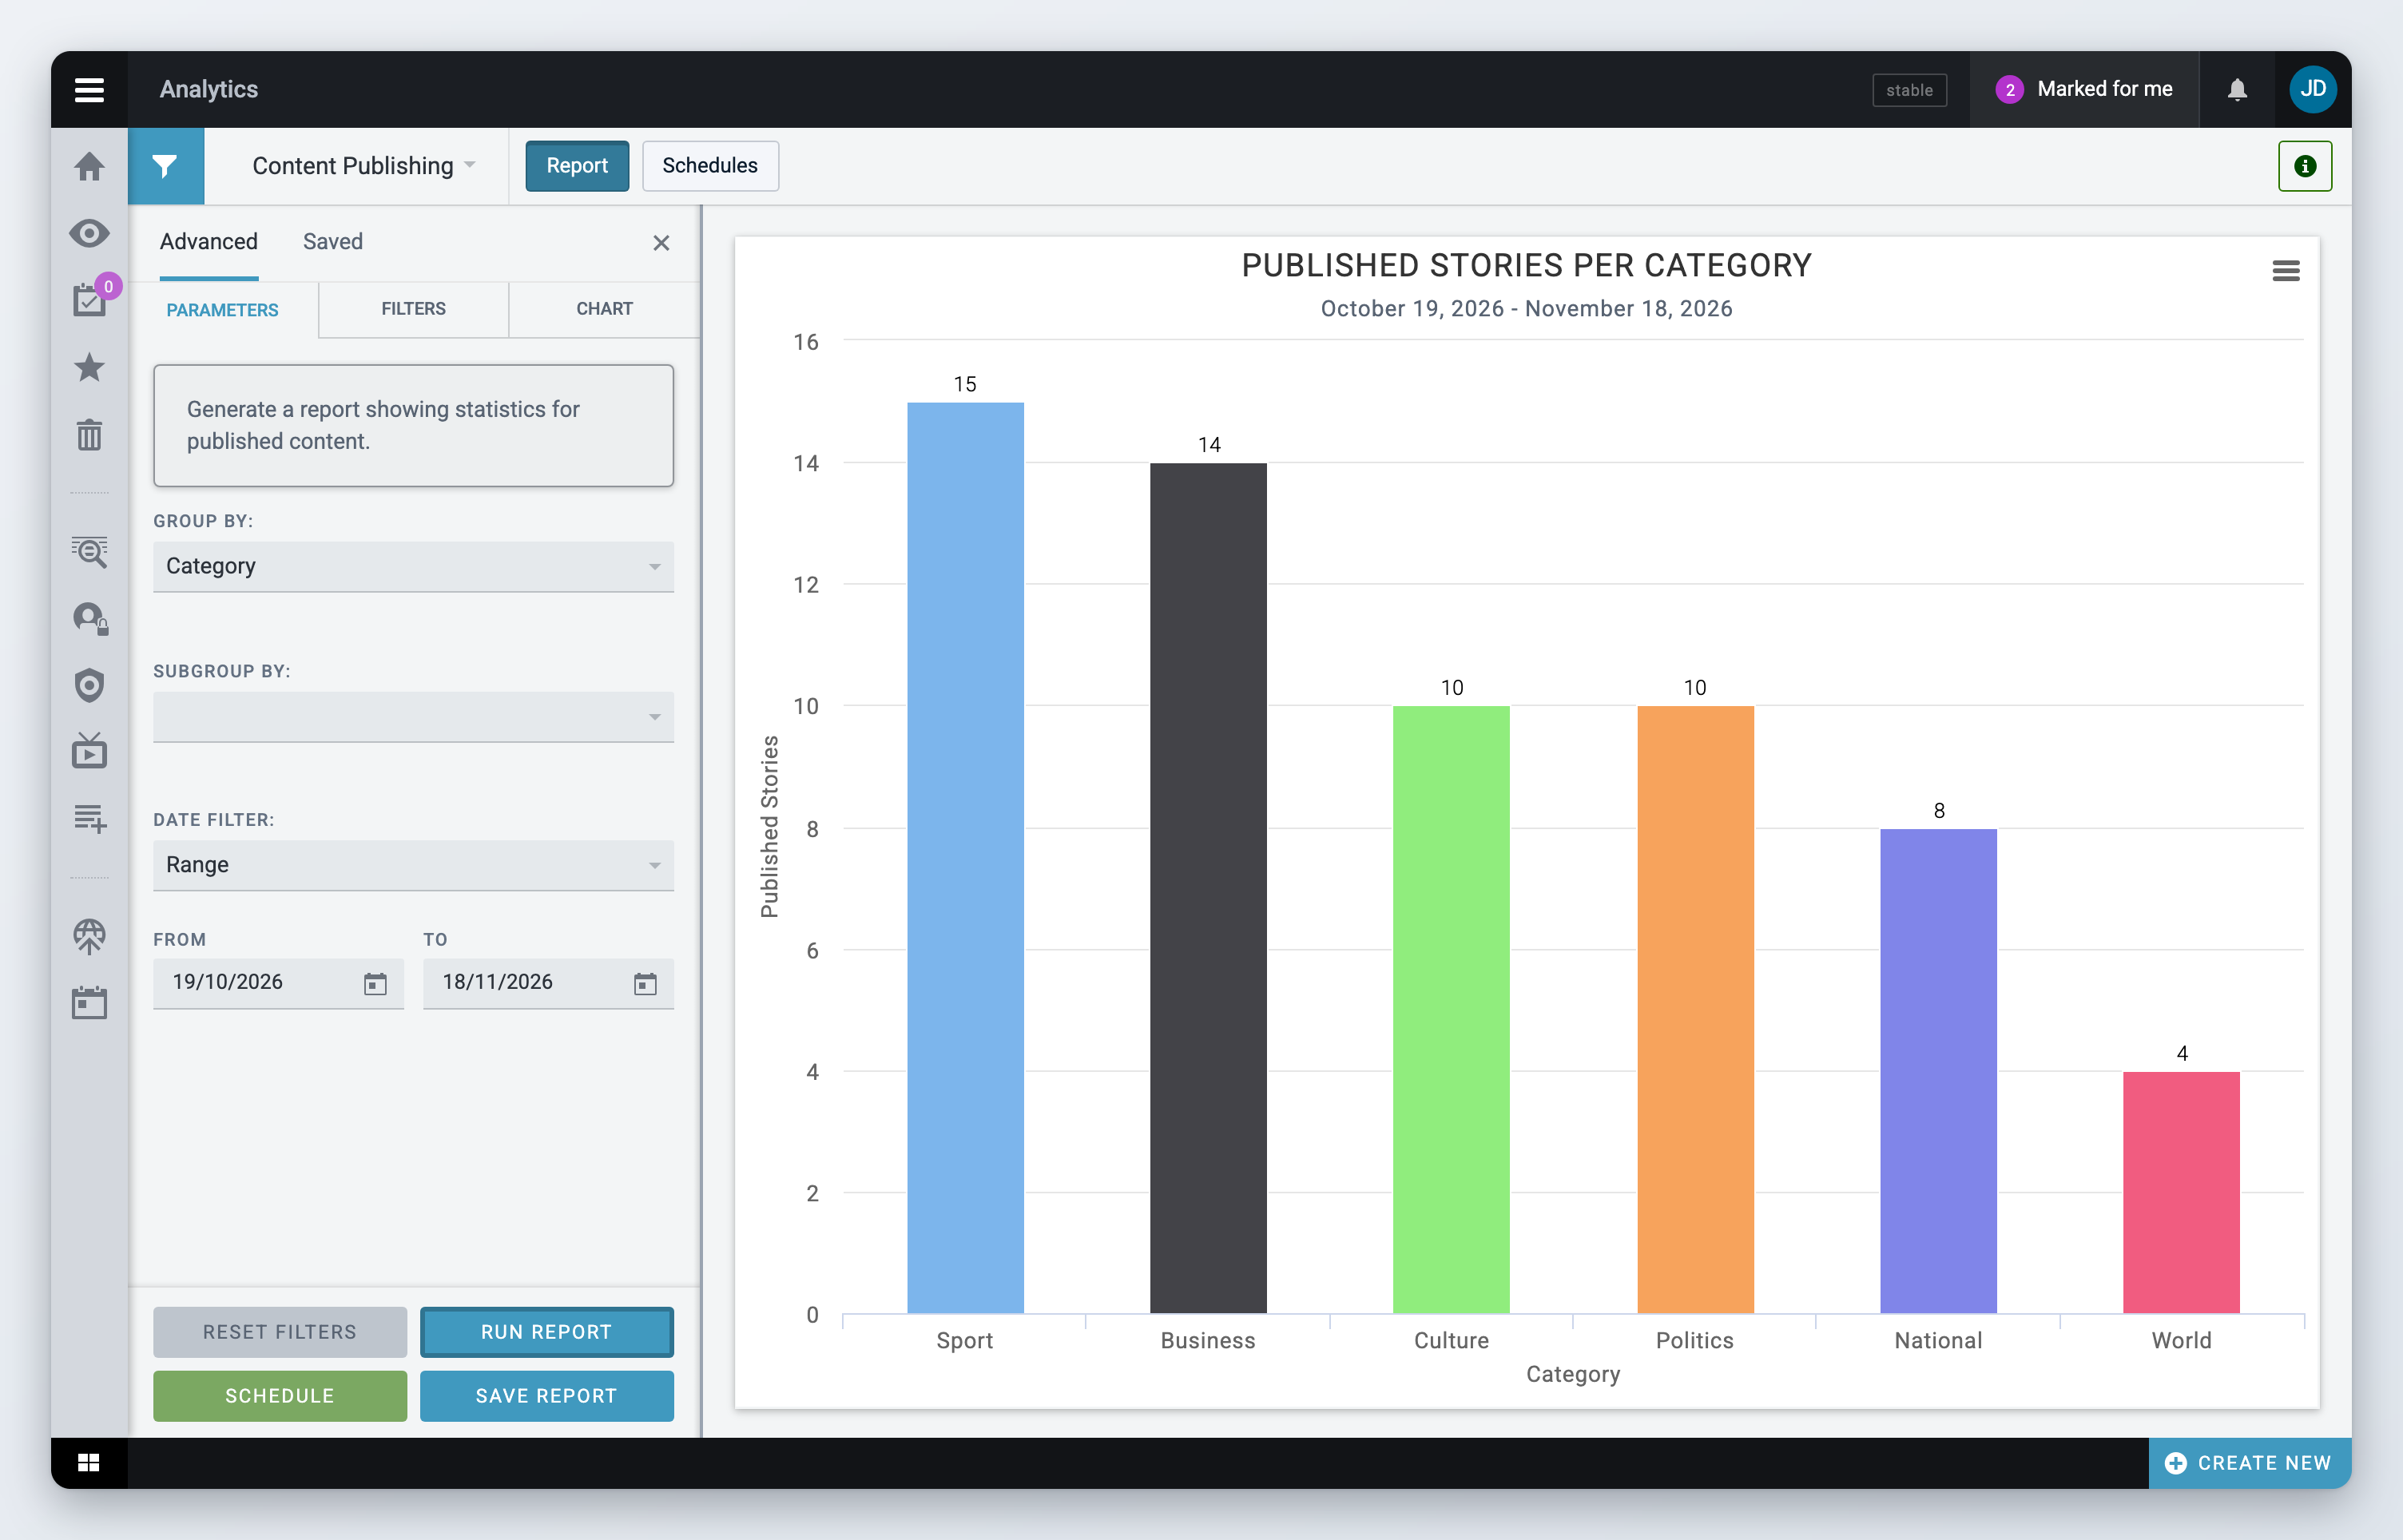 Analytics
stable
2
Marked for me
JD
Content Publishing
Report
Schedules
0
Advanced
Saved
PARAMETERS
FILTERS
CHART
Generate a report showing statistics for
published content.
GROUP BY:
Category
SUBGROUP BY:
DATE FILTER:
Range
FROM
TO
19/10/2026
18/11/2026
RESET FILTERS
RUN REPORT
SCHEDULE
SAVE REPORT
PUBLISHED STORIES PER CATEGORY
October 19, 2026 - November 18, 2026
Published Stories
16
14
12
10
8
6
4
2
0
15
14
10
10
8
4
Sport
Business
Culture
Politics
National
World
Category
CREATE NEW